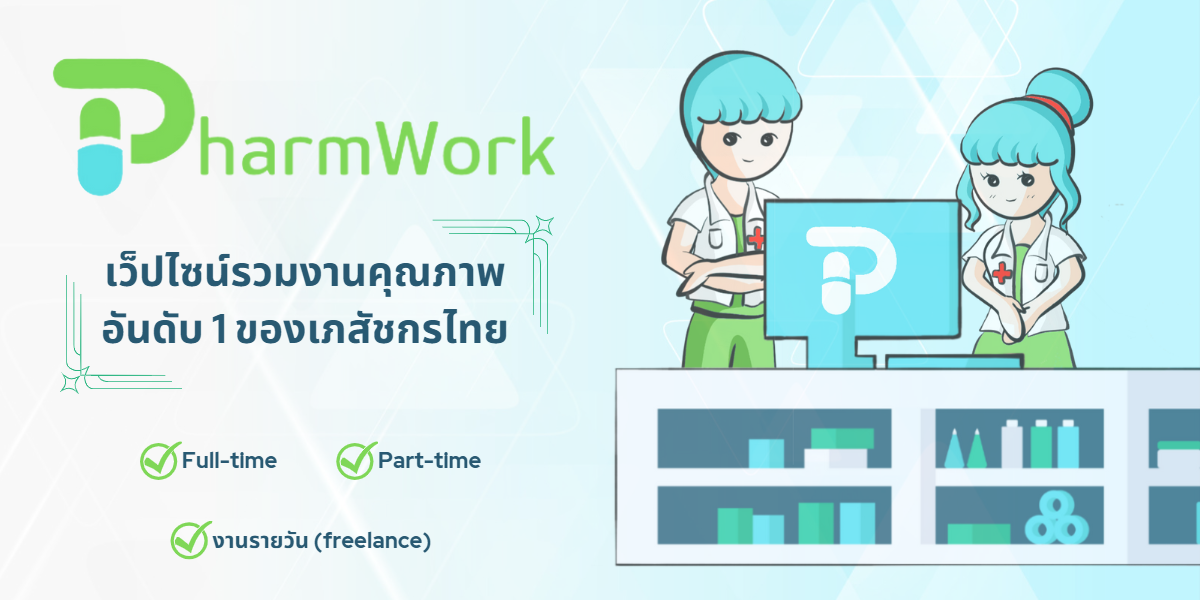 PharmWork
เว็ปไซน์รวมงานคุณภาพ
อันดับ 1 ของเภสัชกรไทย
Full-time
Part-time
งานรายวัน (freelance)